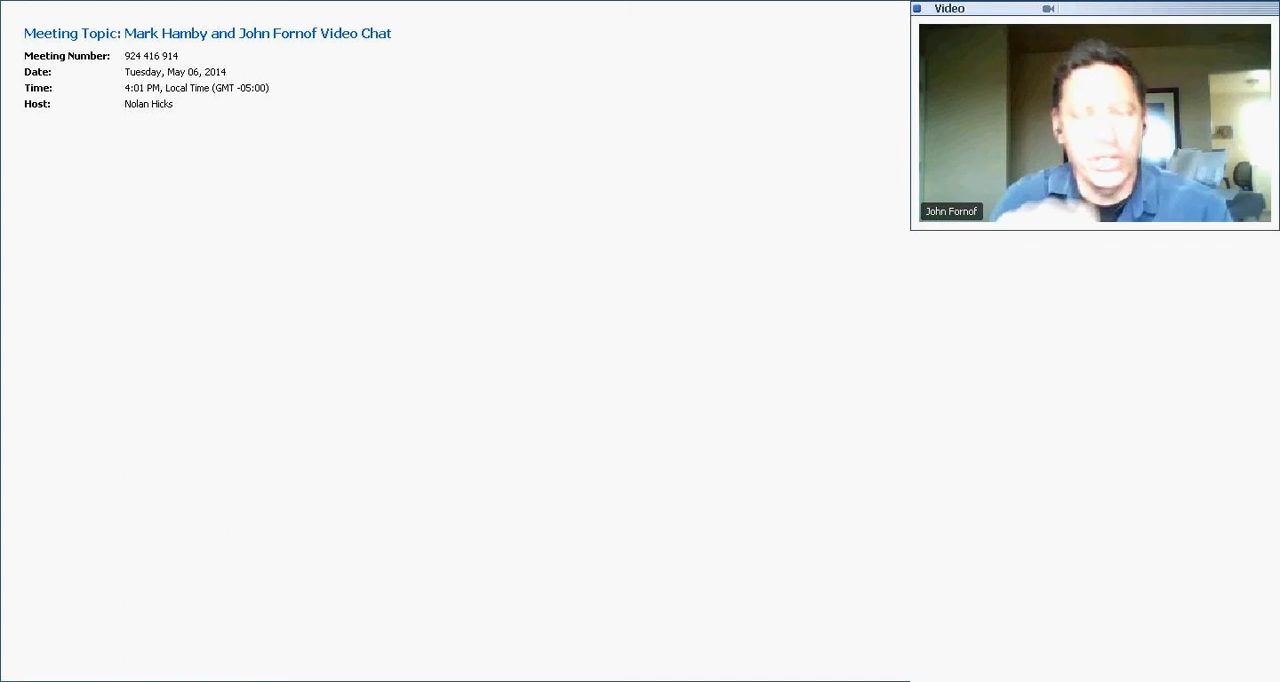 Meeting Topic: Mark Hamby and John Fornof Video Chat
Meeting Number: 924 416 914
Date: Tuesday, May 06, 2014
Time: 4:01 PM, Local Time (GMT -05:00)
Host: Nolan Hicks
Video
John Fornof